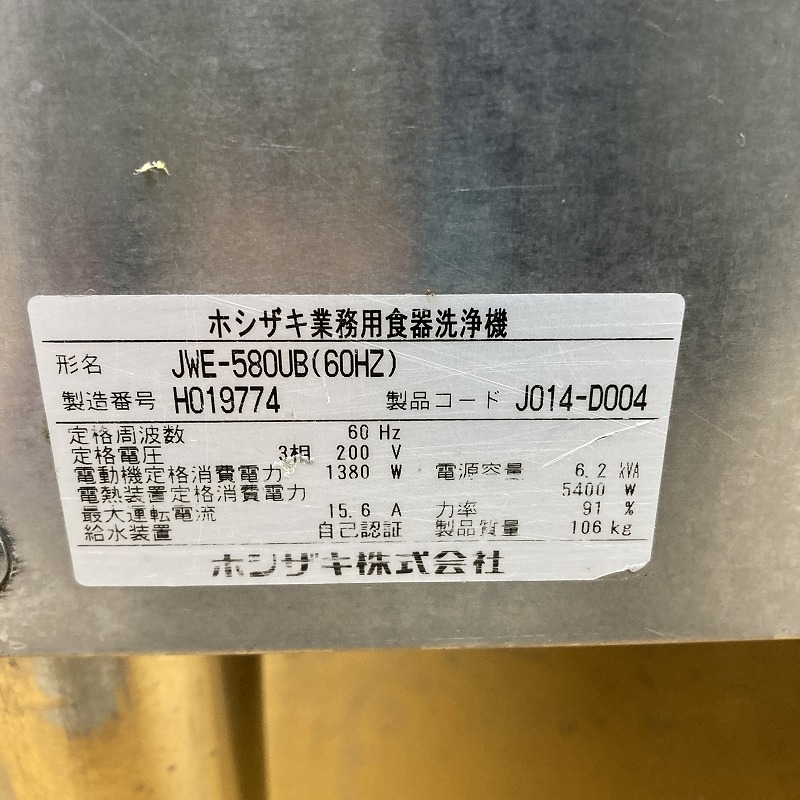 ホシザキ業務用食器洗浄機
形名 JWE-580UB(60HZ)
製造番号 H019774 製品コード J014-D004
定格周波数 60 Hz
定格電圧 3相 200 V
電動機定格消費電力 1380 W 電源容量 6.2 kVA
電熱装置定格消費電力 5400 W
最大運転電流 15.6 A 力率 91 %
給水装置 自己認証 製品質量 106 kg
ホシザキ株式会社